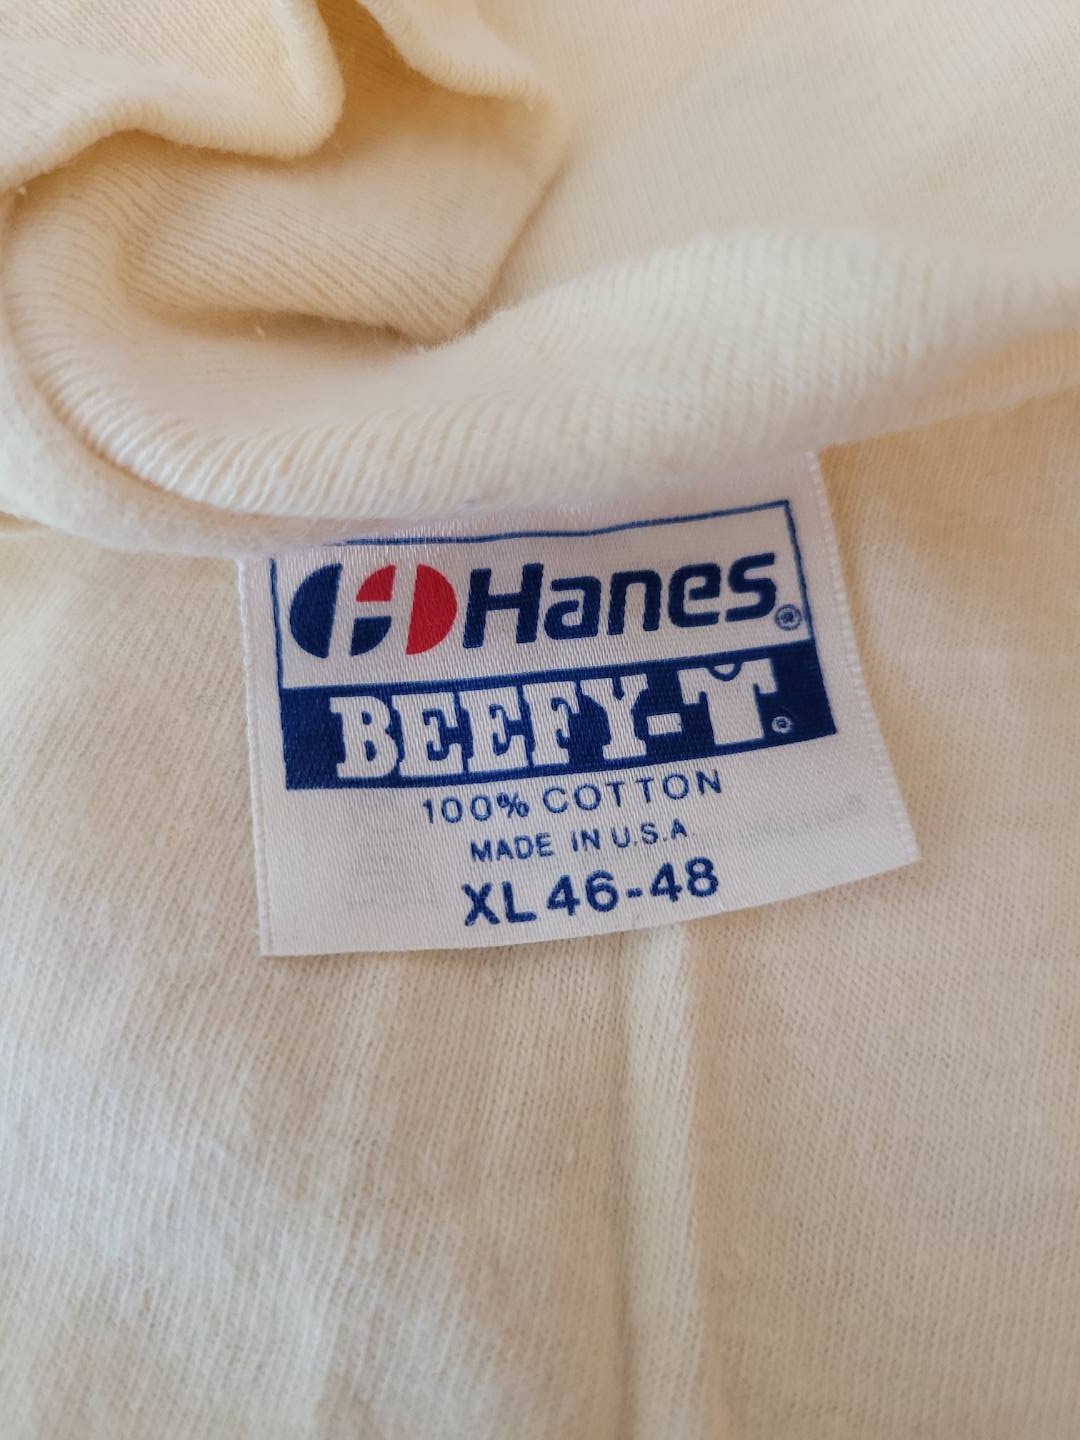 Hanes®
BEEFY-T®
100% COTTON
MADE IN U.S.A.
XL 46-48